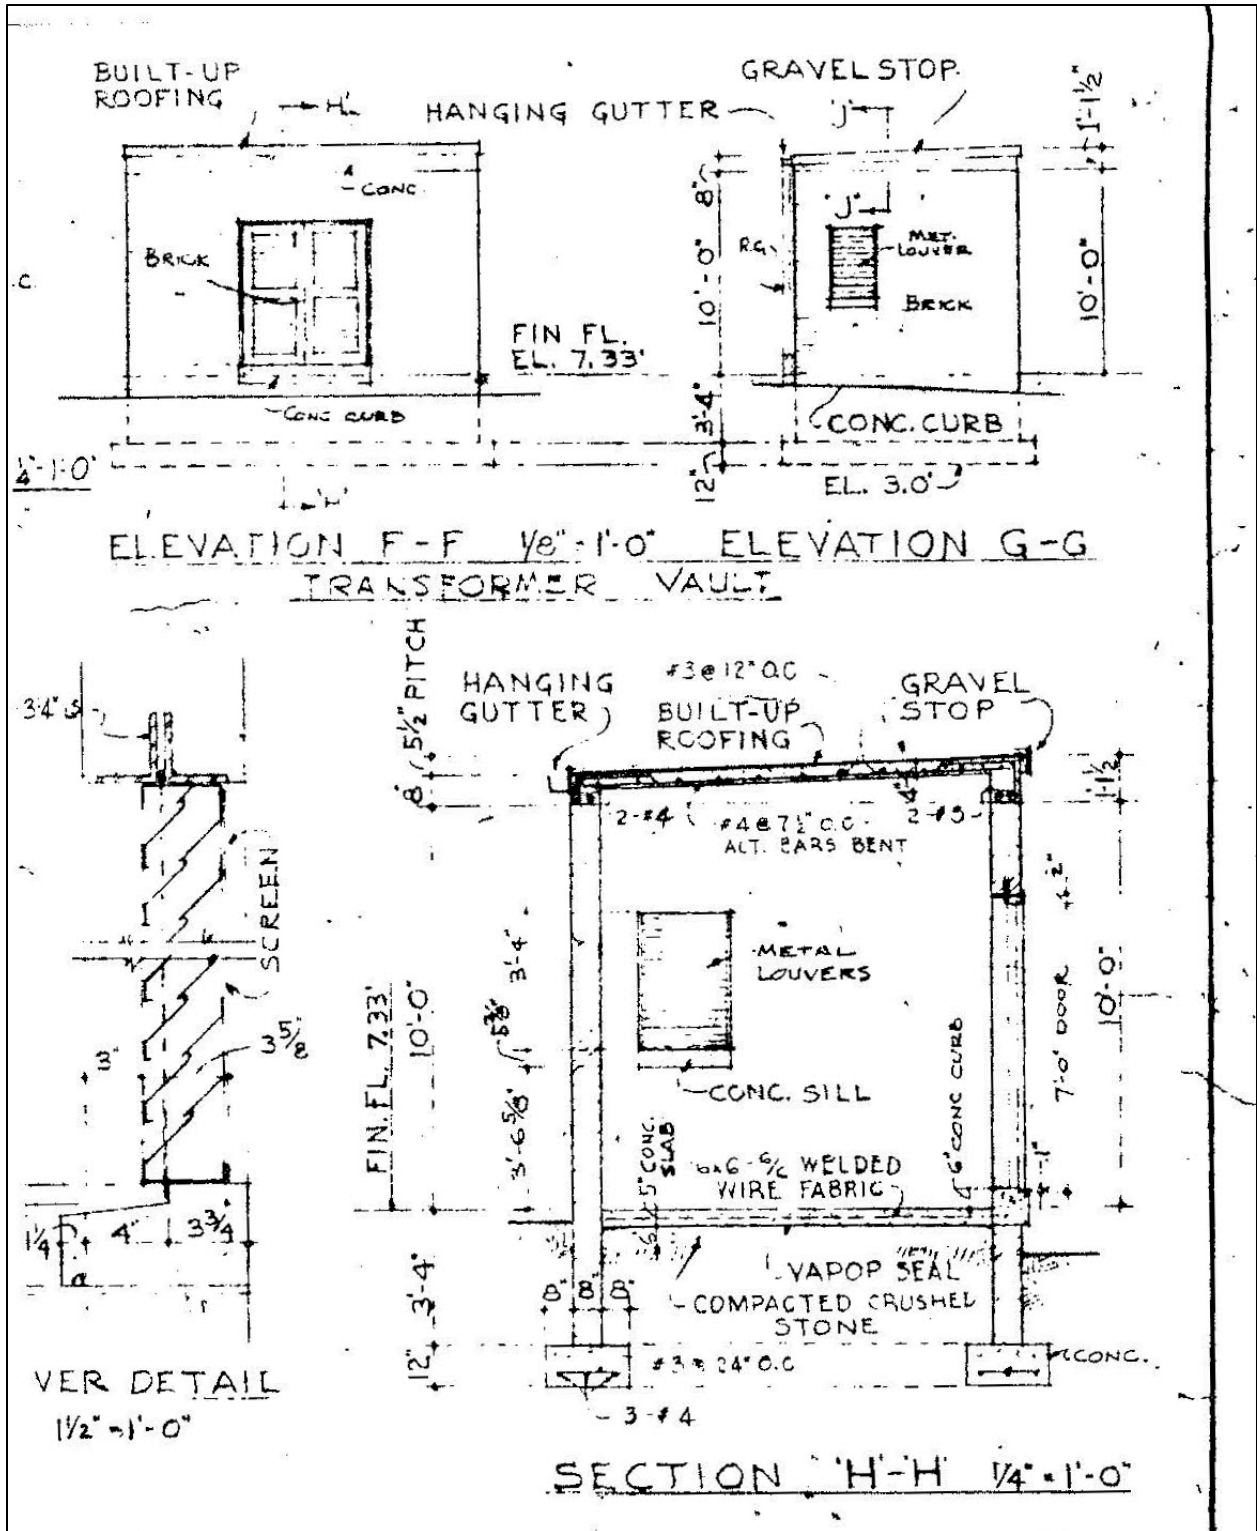 BUILT-UP
ROOFING
H'
HANGING GUTTER
GRAVEL STOP.
'J'
1'-1½"
CONC.
8"
'J'
BRICK
R.G.
MET.
LOUVER
BRICK
10'-0"
10'-0"
.C.
FIN FL.
EL. 7.33'
CONC CURB
3'-4"
CONC. CURB
¼"-1'-0"
'H'
12"
EL. 3.0'
ELEVATION F-F 1/8"-1'-0" ELEVATION G-G
TRANSFORMER VAULT
5½" PITCH
8"
HANGING
GUTTER
#3@12" O.C
BUILT-UP
ROOFING
GRAVEL
STOP
4"
1'-1½
2-#4
#4@7½" O.C.
ALT. BARS BENT
2-#5
SCREEN
3⅝
3'-4"
METAL
LOUVERS
FIN. FL. 7.33'
10'-0"
3'-6⅝"
CONC. SILL
6" CONC CURB
7'-0" DOOR
10'-0"
5" CONC.
SLAB
6x6-6/6 WELDED
WIRE FABRIC
1"
6"
1¼
4"
3¾
VAPOP SEAL
COMPACTED CRUSHED
STONE
8" 8" 8"
3'-4"
12"
#3@24" O.C
CONC.
3-#4
VER DETAIL
1½"=1'-0"
SECTION 'H'-'H' ¼"=1'-0"